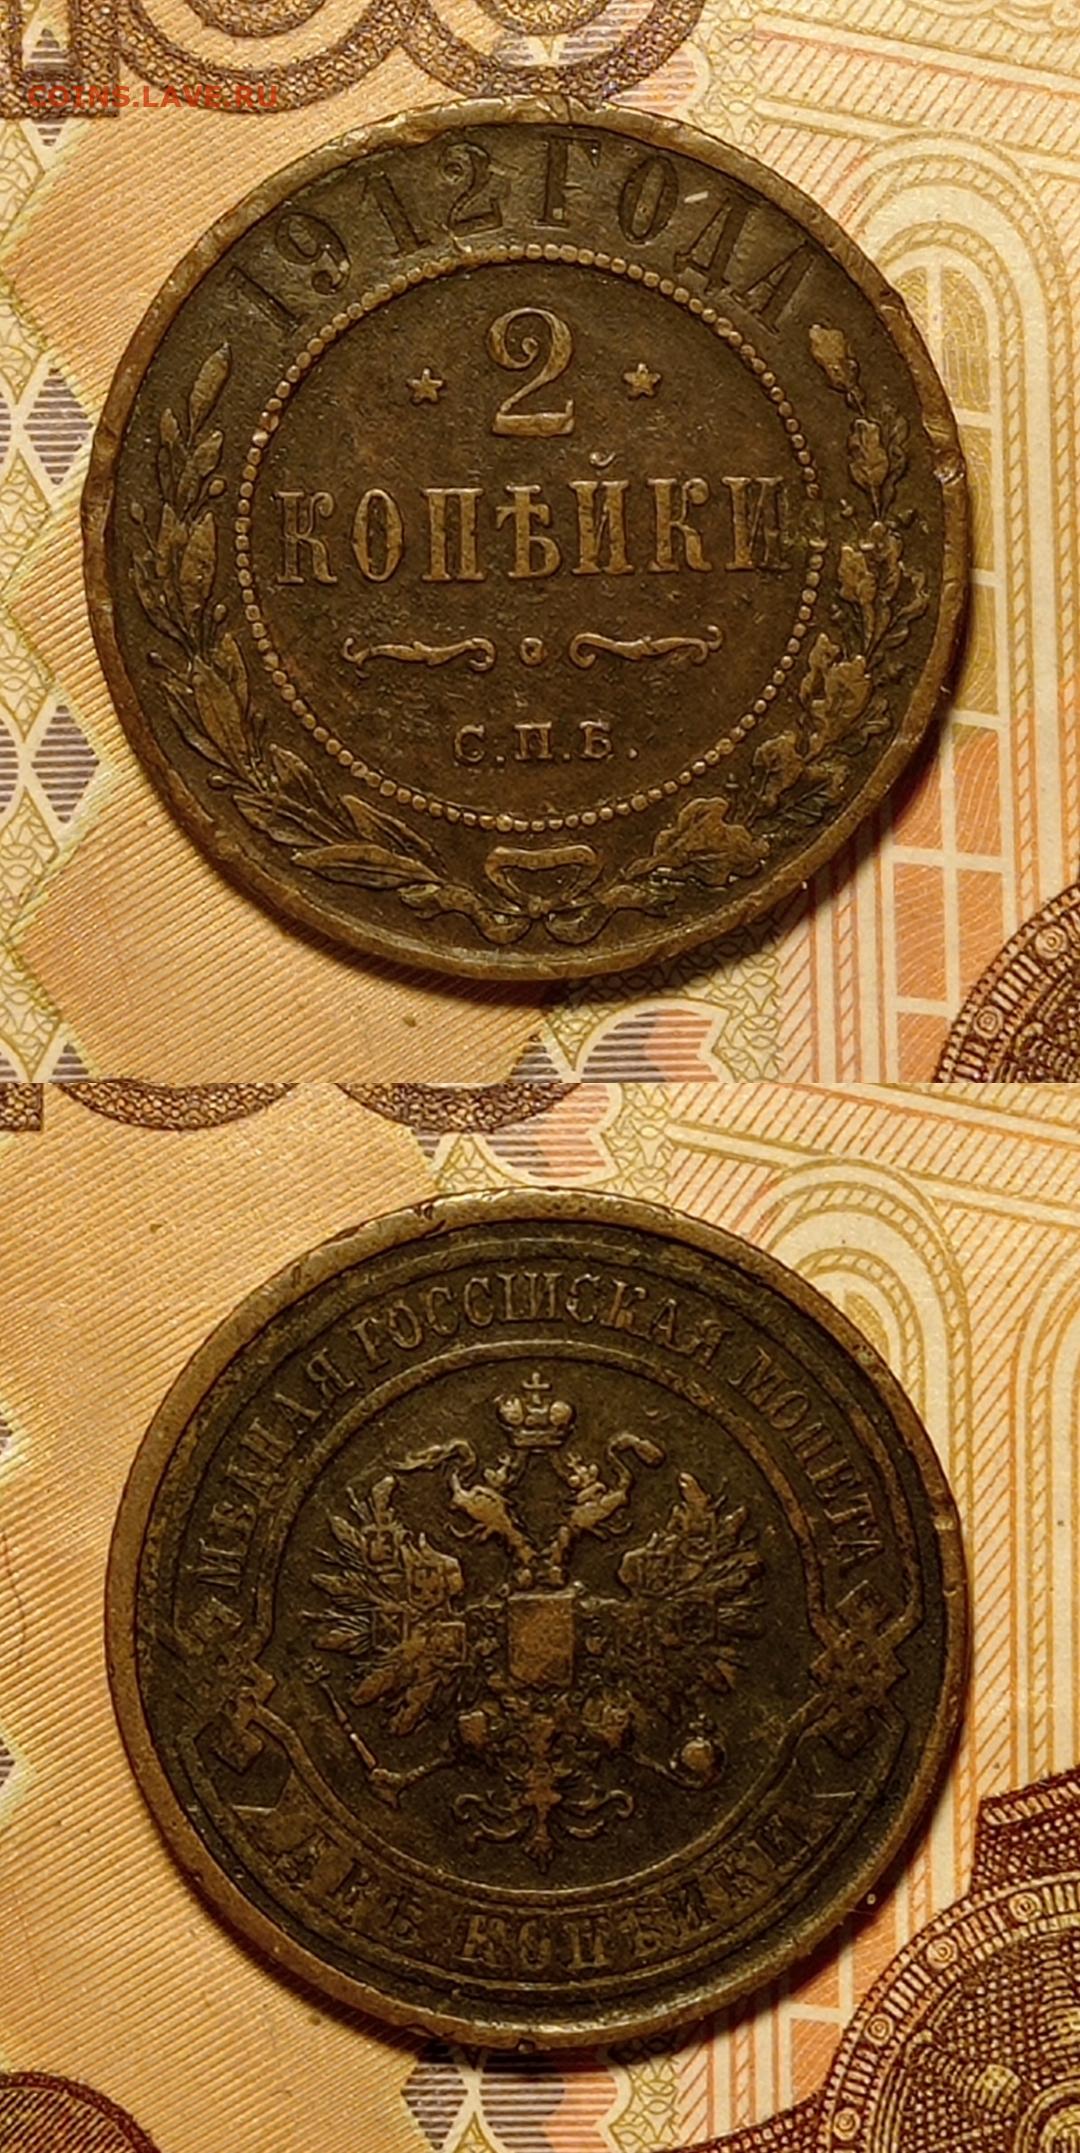 COINS.LAVE.RU
1912 ГОДА
2
КОПѢЙКИ
С.П.Б.
МѢДНАЯ РОССІЙСКАЯ МОНЕТА
ДВѢ КОПѢЙКИ